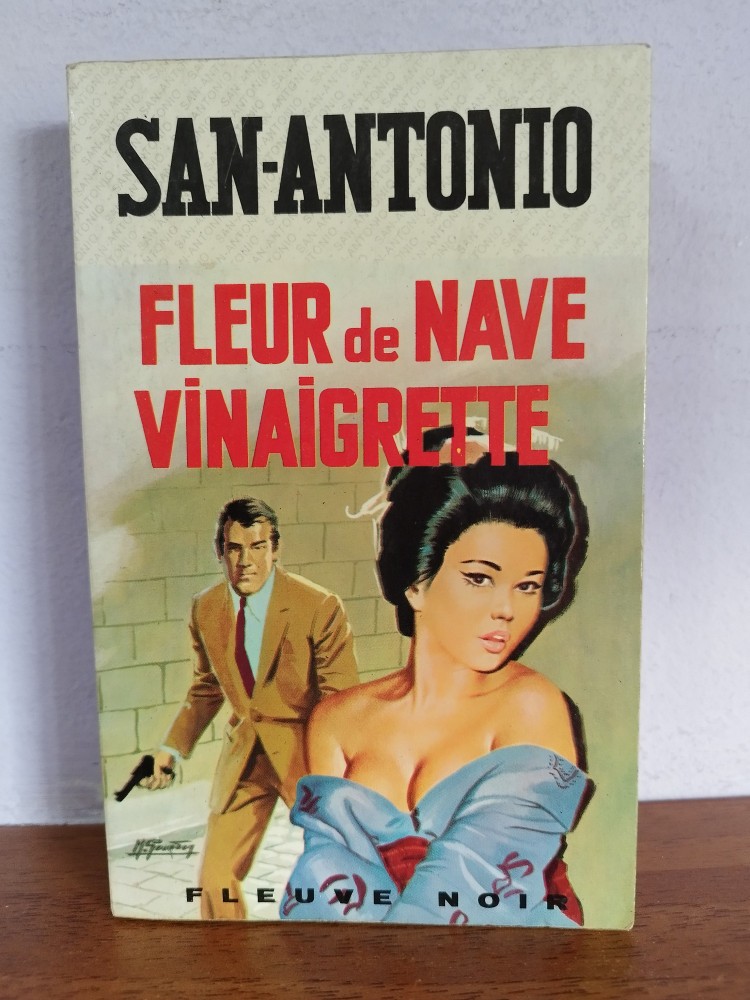 SAN-ANTONIO
FLEUR de NAVE
ViNAiGRETTE
FLEUVE NOIR